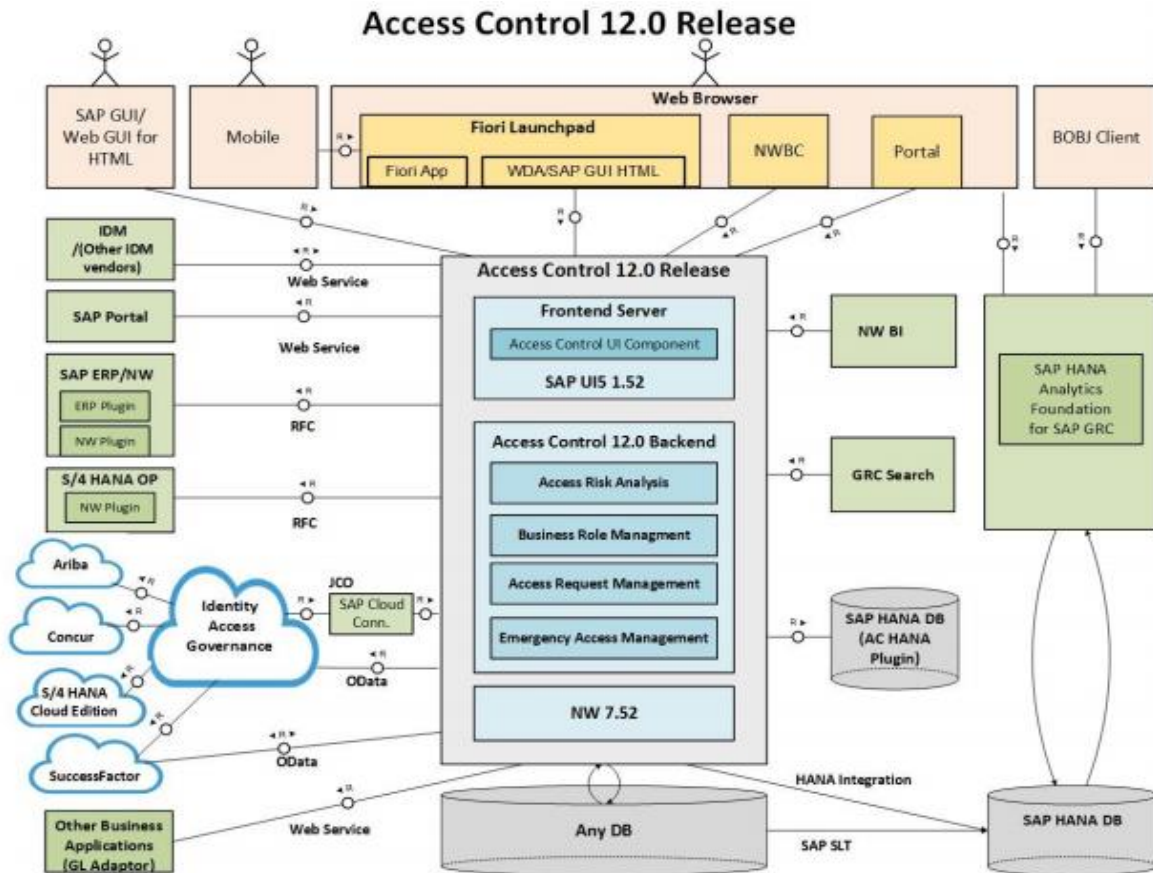 Access Control 12.0 Release
SAP GUI/
Web GUI for
HTML
Mobile
Web Browser
Fiori Launchpad
Fiori App
WDA/SAP GUI HTML
NWBC
Portal
BOBJ Client
R
R
R
R
R
R
R
IDM
/(Other IDM
vendors)
R
Web Service
SAP Portal
R
Web Service
SAP ERP/NW
ERP Plugin
NW Plugin
R
RFC
S/4 HANA OP
NW Plugin
R
RFC
Access Control 12.0 Release
Frontend Server
Access Control UI Component
SAP UI5 1.52
Access Control 12.0 Backend
Access Risk Analysis
Business Role Managment
Access Request Management
Emergency Access Management
NW 7.52
R
NW BI
R
GRC Search
R
SAP HANA DB
(AC HANA
Plugin)
SAP HANA
Analytics
Foundation
for SAP GRC
Ariba
R
Concur
R
S/4 HANA
Cloud Edition
R
SuccessFactor
R
Identity
Access
Governance
R
JCO
SAP Cloud
Conn.
R
R
OData
R
OData
Other Business
Applications
(GL Adaptor)
R
Web Service
Any DB
HANA Integration
SAP SLT
SAP HANA DB